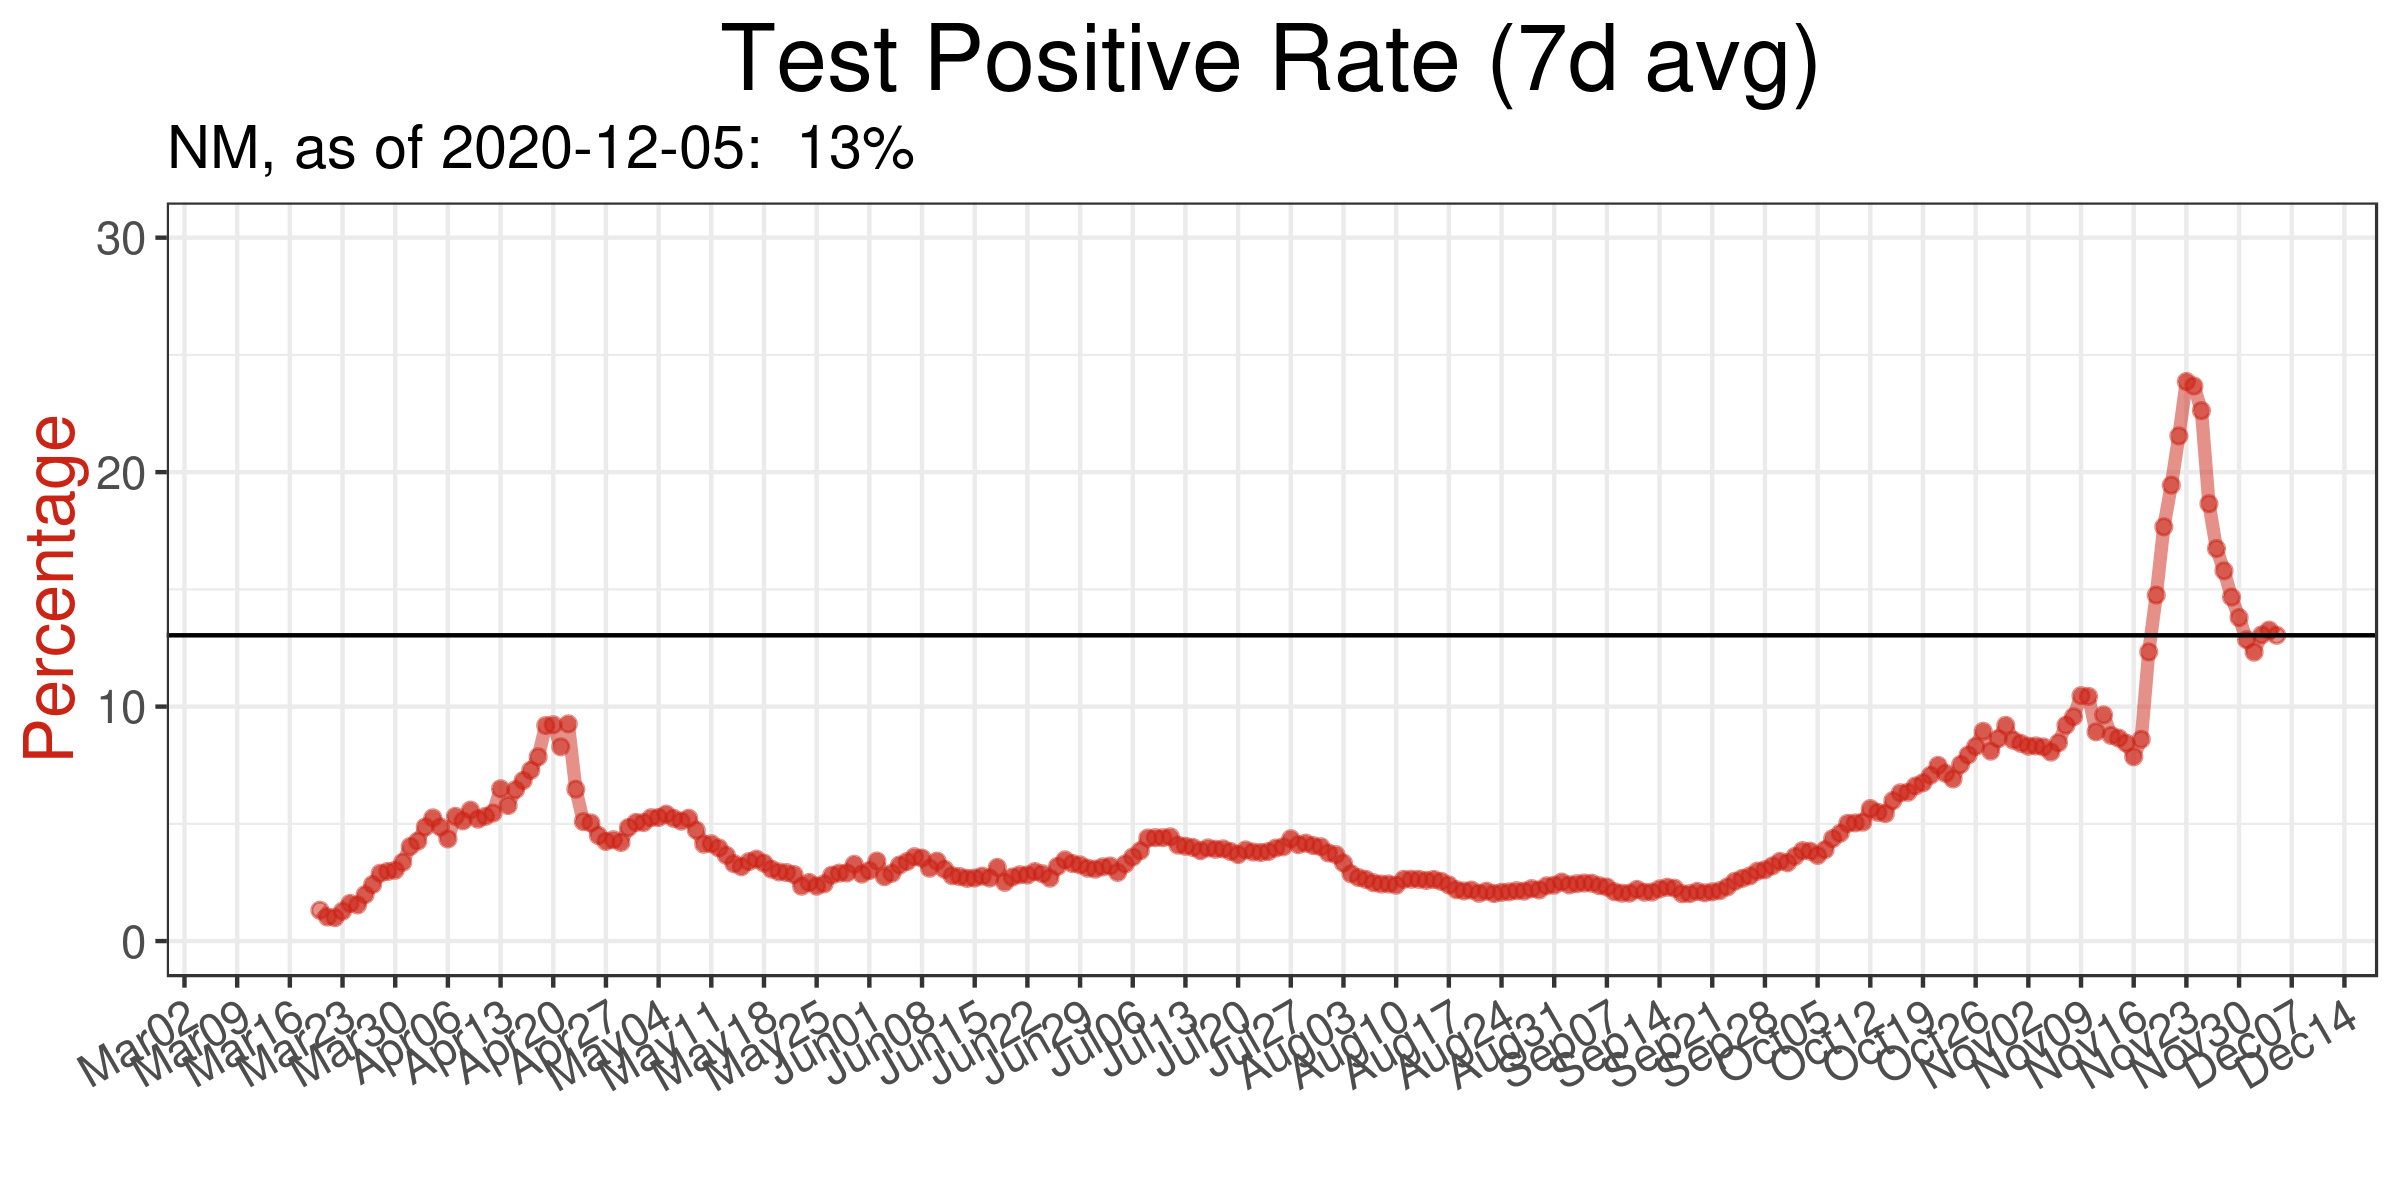 Test Positive Rate (7d avg)
NM, as of 2020-12-05:  13%
Percentage
30
20
10
0
Mar02
Mar09
Mar16
Mar23
Mar30
Apr06
Apr13
Apr20
Apr27
May04
May11
May18
May25
Jun01
Jun08
Jun15
Jun22
Jun29
Jul06
Jul13
Jul20
Jul27
Aug03
Aug10
Aug17
Aug24
Aug31
Sep07
Sep14
Sep21
Sep28
Oct05
Oct12
Oct19
Oct26
Nov02
Nov09
Nov16
Nov23
Nov30
Dec07
Dec14